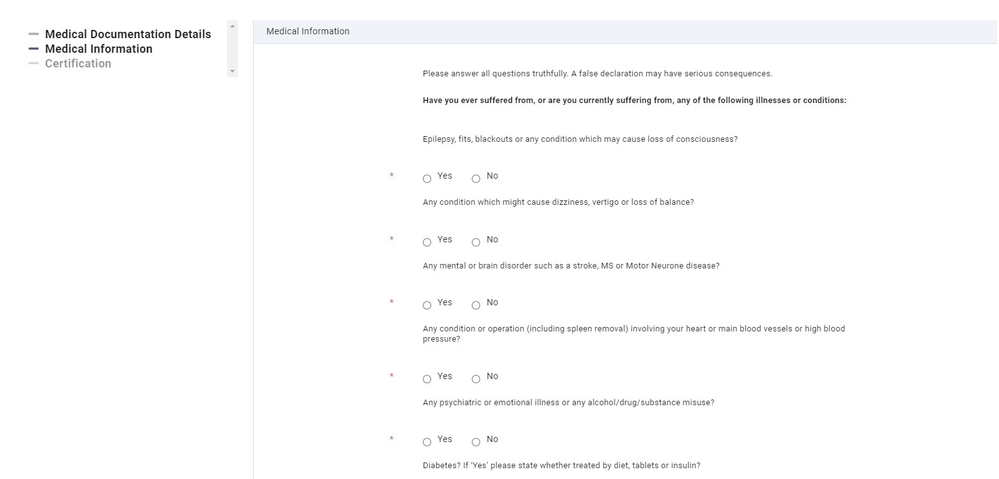 Medical Documentation Details
Medical Information
Certification
Medical Information
Please answer all questions truthfully. A false declaration may have serious consequences.
Have you ever suffered from, or are you currently suffering from, any of the following illnesses or conditions:
Epilepsy, fits, blackouts or any condition which may cause loss of consciousness?
* Yes No
Any condition which might cause dizziness, vertigo or loss of balance?
* Yes No
Any mental or brain disorder such as a stroke, MS or Motor Neurone disease?
* Yes No
Any condition or operation (including spleen removal) involving your heart or main blood vessels or high blood
pressure?
* Yes No
Any psychiatric or emotional illness or any alcohol/drug/substance misuse?
* Yes No
Diabetes? If ‘Yes’ please state whether treated by diet, tablets or insulin?